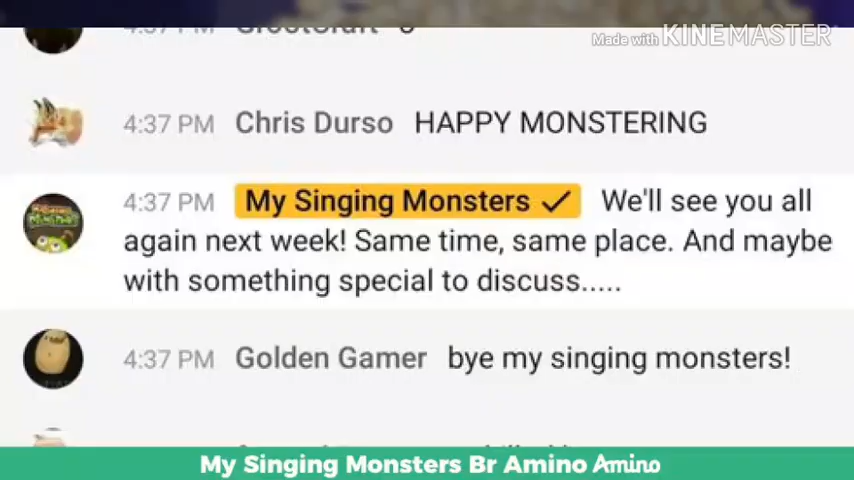 Made with KINEMASTER
4:37 PM Chris Durso HAPPY MONSTERING
4:37 PM My Singing Monsters We'll see you all
again next week! Same time, same place. And maybe
with something special to discuss.....
4:37 PM Golden Gamer bye my singing monsters!
My Singing Monsters Br Amino Amino